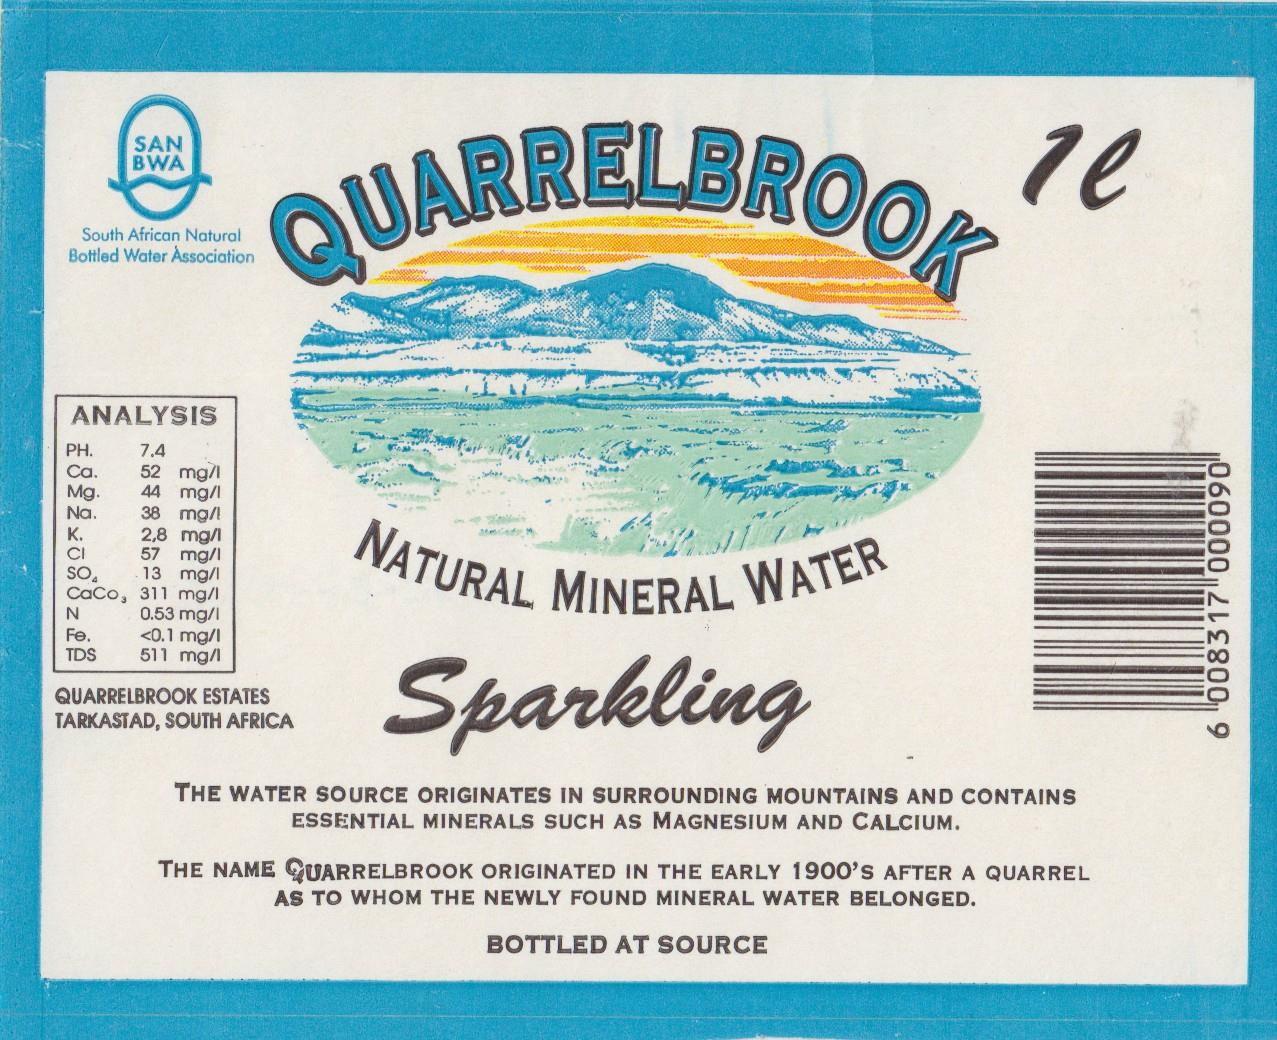 SAN
BWA
South African Natural
Bottled Water Association
QUARRELBROOK
1l
ANALYSIS
PH. 7.4
Ca. 52 mg/l
Mg. 44 mg/l
Na. 38 mg/l
K. 2,8 mg/l
Cl 57 mg/l
SO₄ 13 mg/l
CaCo₃ 311 mg/l
N 0.53 mg/l
Fe. <0.1 mg/l
TDS 511 mg/l
QUARRELBROOK ESTATES
TARKASTAD, SOUTH AFRICA
NATURAL MINERAL WATER
Sparkling
6 008317 000090
THE WATER SOURCE ORIGINATES IN SURROUNDING MOUNTAINS AND CONTAINS
ESSENTIAL MINERALS SUCH AS MAGNESIUM AND CALCIUM.
THE NAME QUARRELBROOK ORIGINATED IN THE EARLY 1900'S AFTER A QUARREL
AS TO WHOM THE NEWLY FOUND MINERAL WATER BELONGED.
BOTTLED AT SOURCE